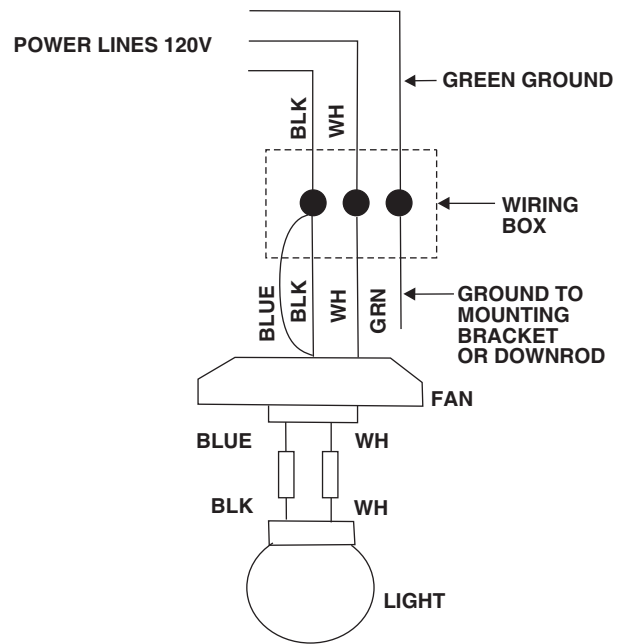 POWER LINES 120V
GREEN GROUND
BLK
WH
WIRING
BOX
BLUE
BLK
WH
GRN
GROUND TO
MOUNTING
BRACKET
OR DOWNROD
FAN
BLUE
WH
BLK
WH
LIGHT